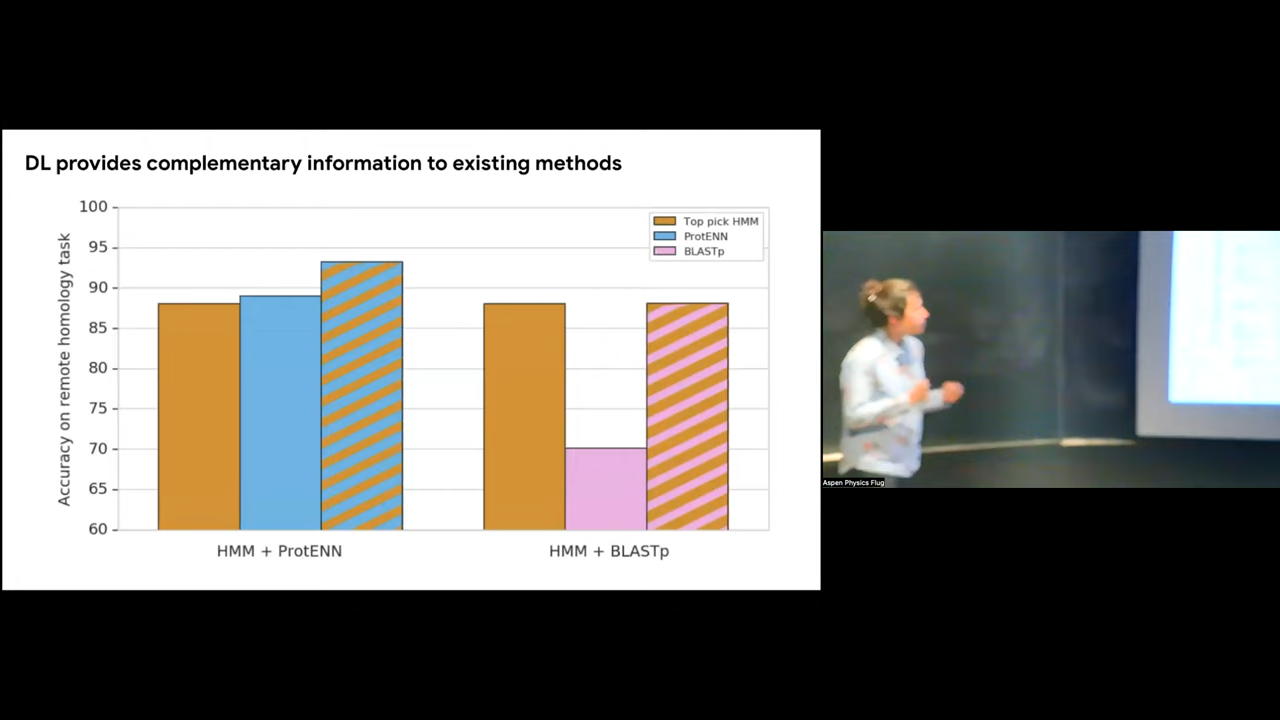 DL provides complementary information to existing methods
Accuracy on remote homology task
100
95
90
85
80
75
70
65
60
Top pick HMM
ProtENN
BLASTp
HMM + ProtENN
HMM + BLASTp
Aspen Physics Flug